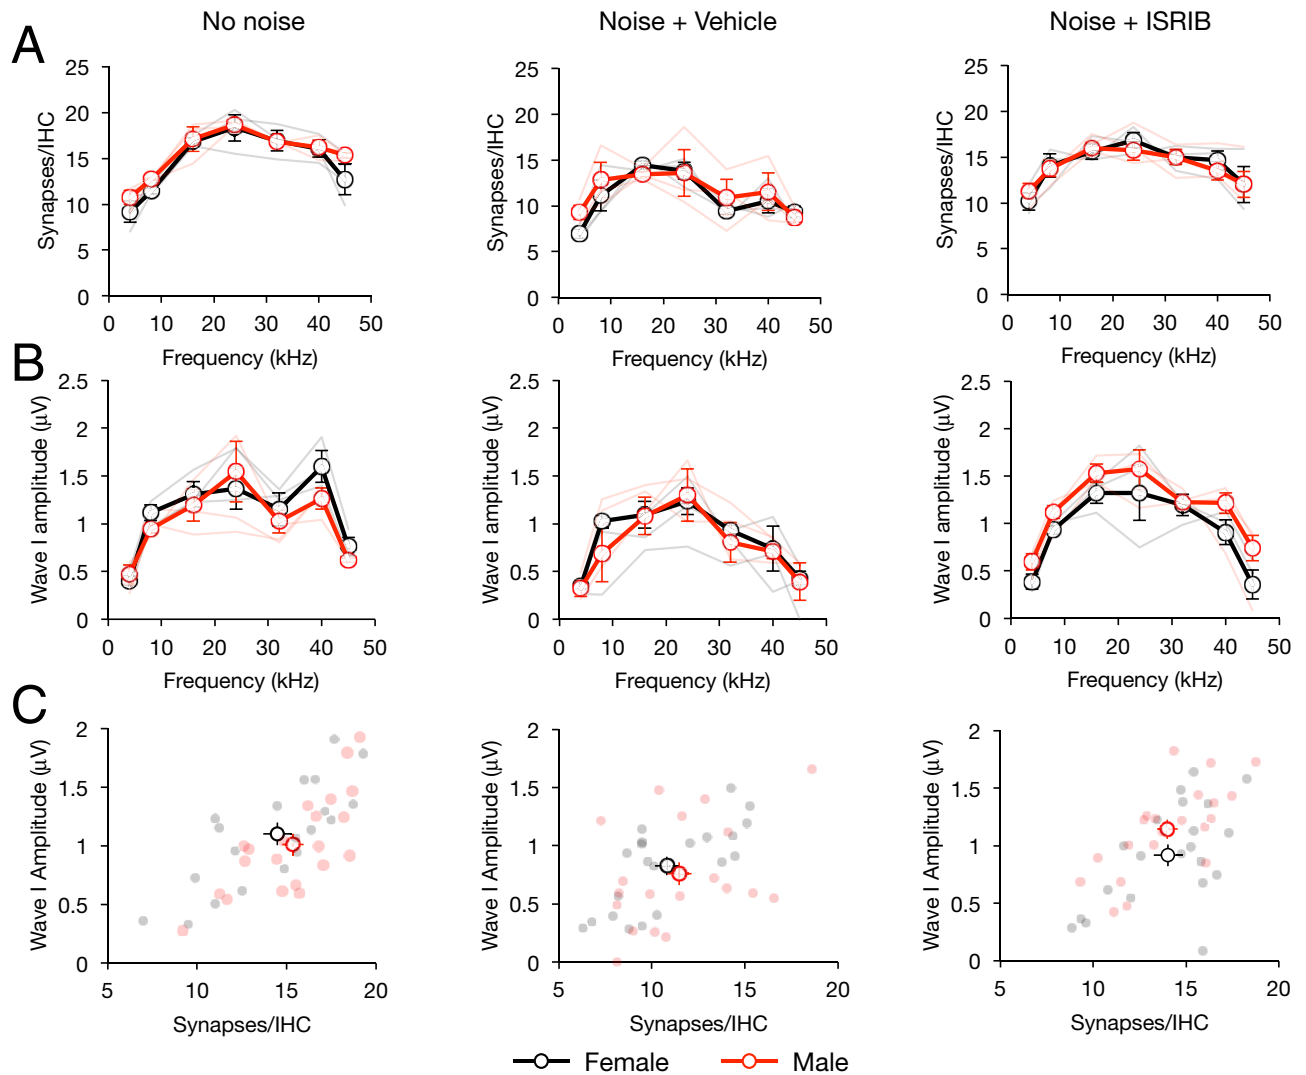 A
No noise
Noise + Vehicle
Noise + ISRIB
Synapses/IHC
25
20
15
10
5
0
0 10 20 30 40 50
Frequency (kHz)
Synapses/IHC
25
20
15
10
5
0
0 10 20 30 40 50
Frequency (kHz)
Synapses/IHC
25
20
15
10
5
0
0 10 20 30 40 50
Frequency (kHz)
B
Wave I amplitude (μV)
2.5
2
1.5
1
0.5
0
0 10 20 30 40 50
Frequency (kHz)
Wave I amplitude (μV)
2.5
2
1.5
1
0.5
0
0 10 20 30 40 50
Frequency (kHz)
Wave I amplitude (μV)
2.5
2
1.5
1
0.5
0
0 10 20 30 40 50
Frequency (kHz)
C
Wave I Amplitude (μV)
2
1.5
1
0.5
0
5 10 15 20
Synapses/IHC
Wave I Amplitude (μV)
2
1.5
1
0.5
0
5 10 15 20
Synapses/IHC
Wave I Amplitude (μV)
2
1.5
1
0.5
0
5 10 15 20
Synapses/IHC
Female
Male